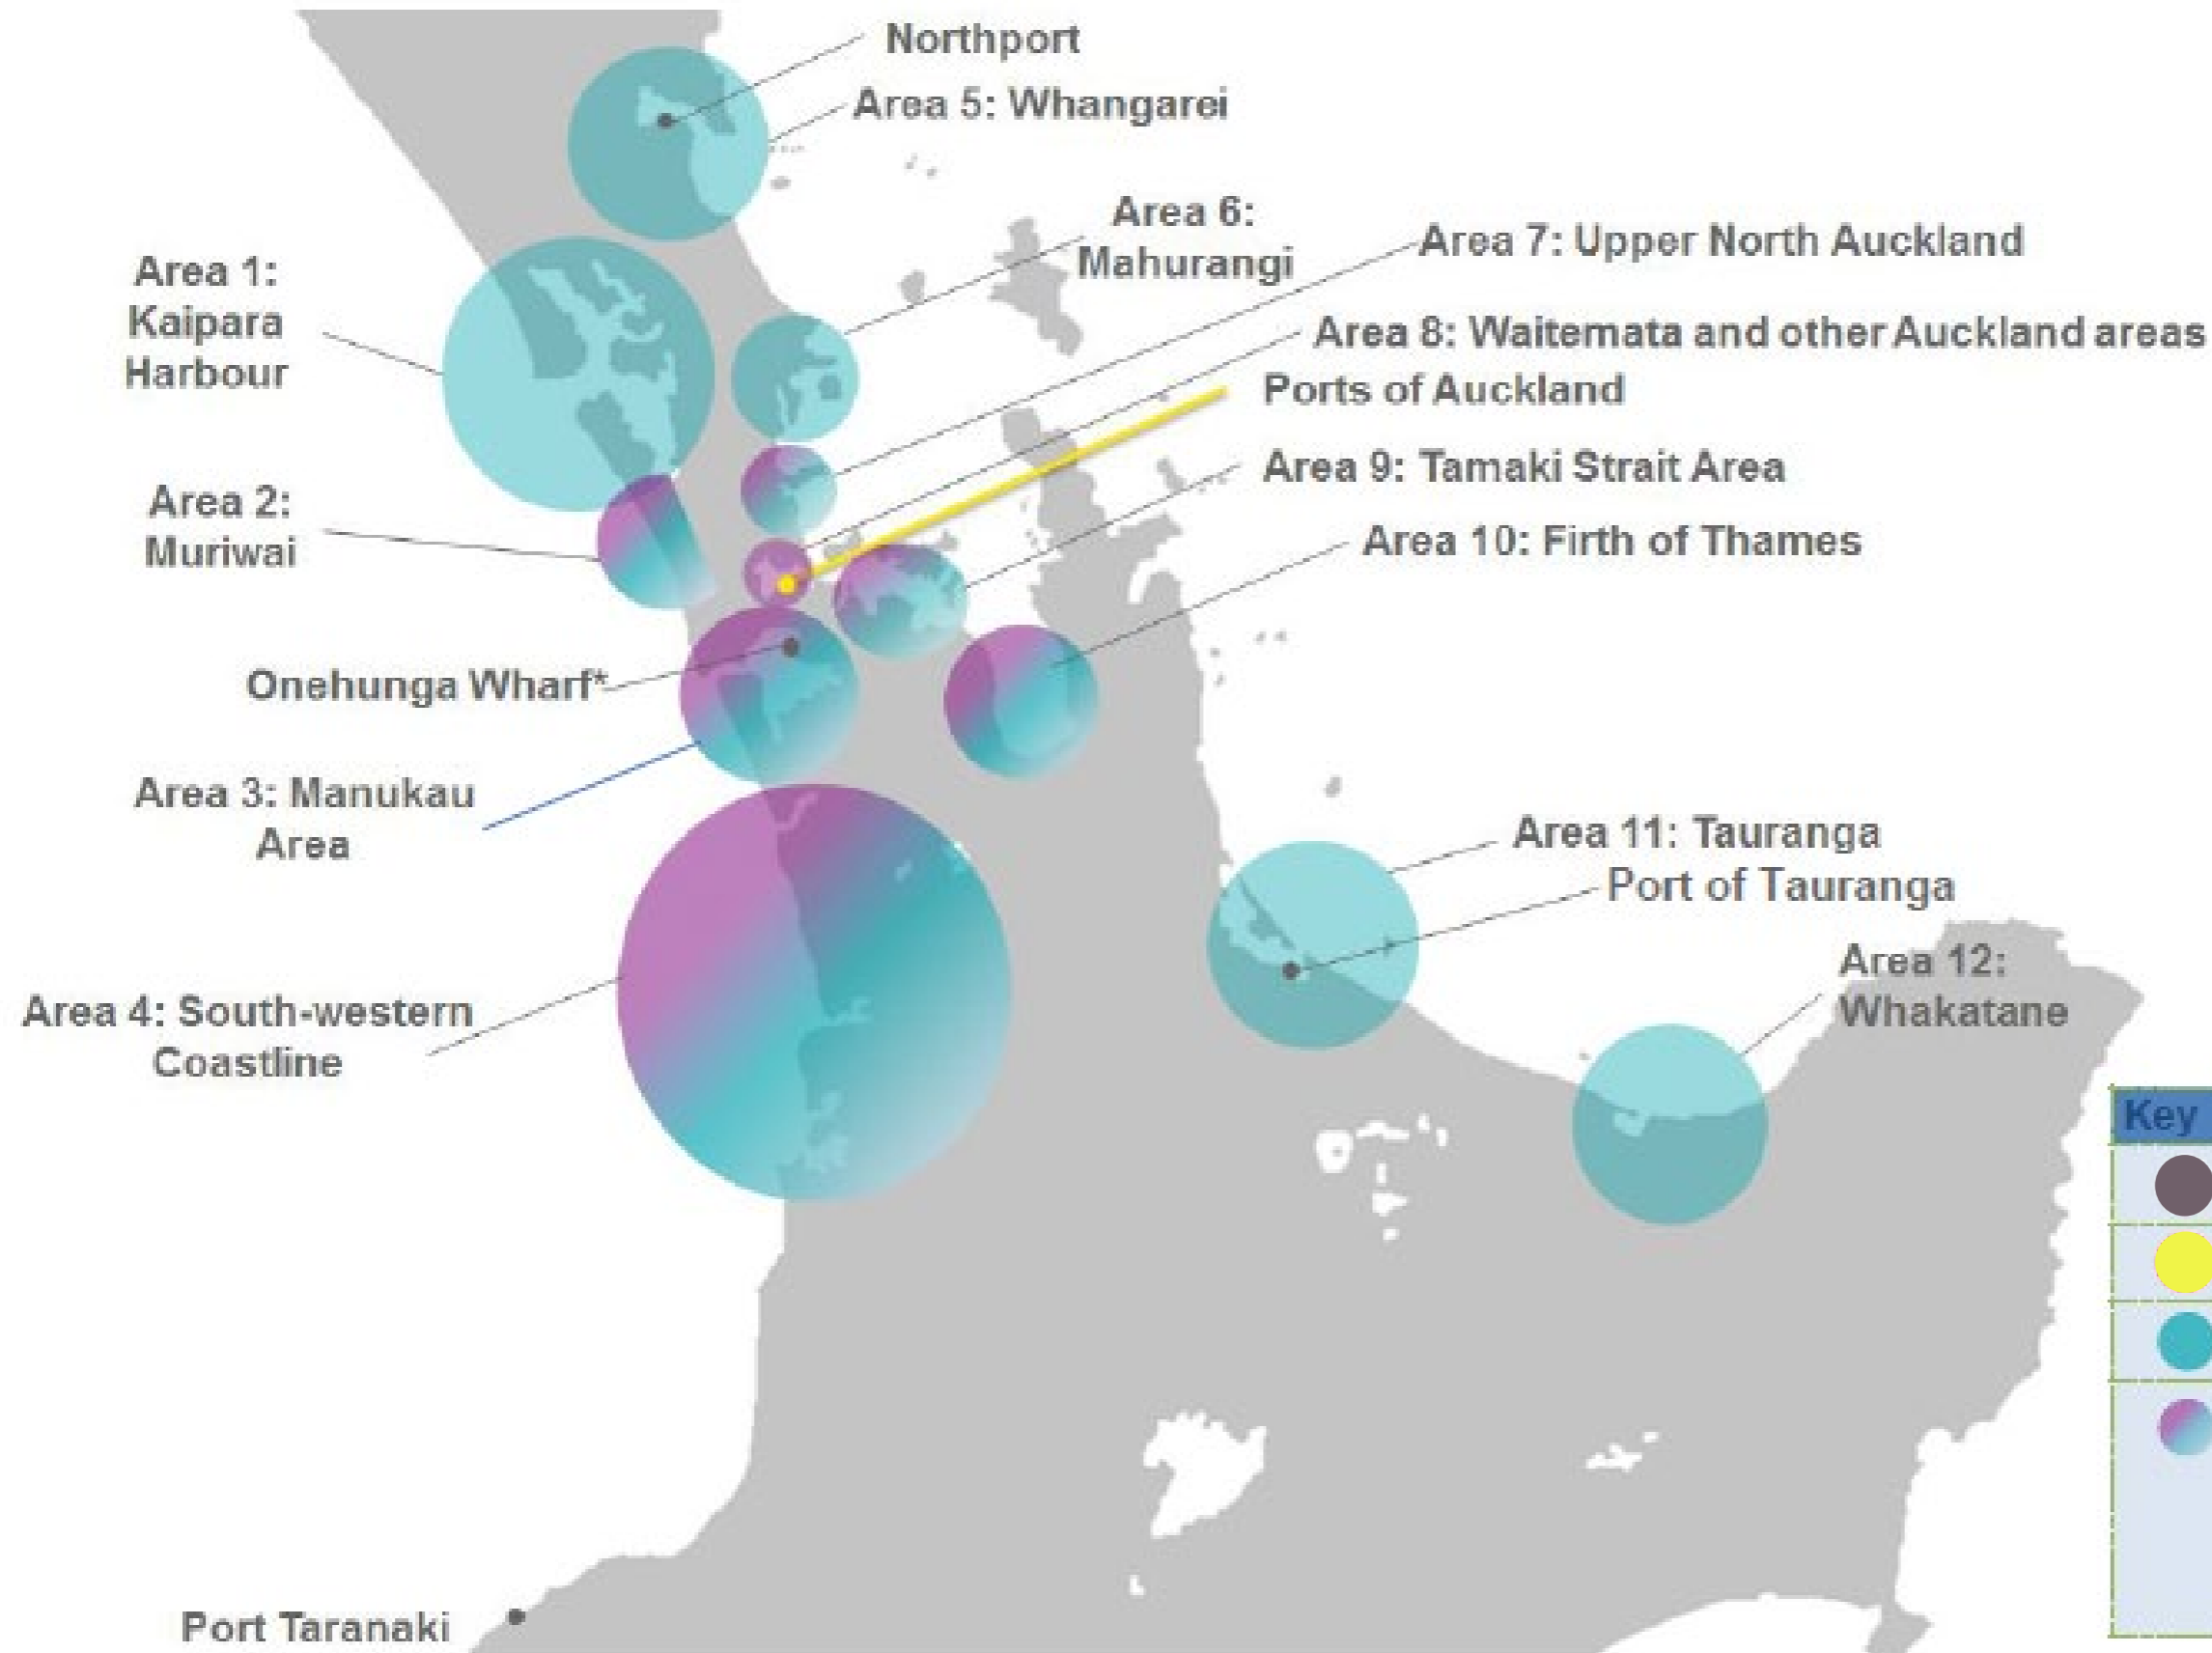 Northport
Area 5: Whangarei
Area 6:
Mahurangi
Area 7: Upper North Auckland
Area 1:
Kaipara
Harbour
Area 8: Waitemata and other Auckland areas
Ports of Auckland
Area 9: Tamaki Strait Area
Area 2:
Muriwai
Area 10: Firth of Thames
Onehunga Wharf*
Area 3: Manukau
Area
Area 11: Tauranga
Port of Tauranga
Area 12:
Whakatane
Area 4: South-western
Coastline
Key
Port Taranaki